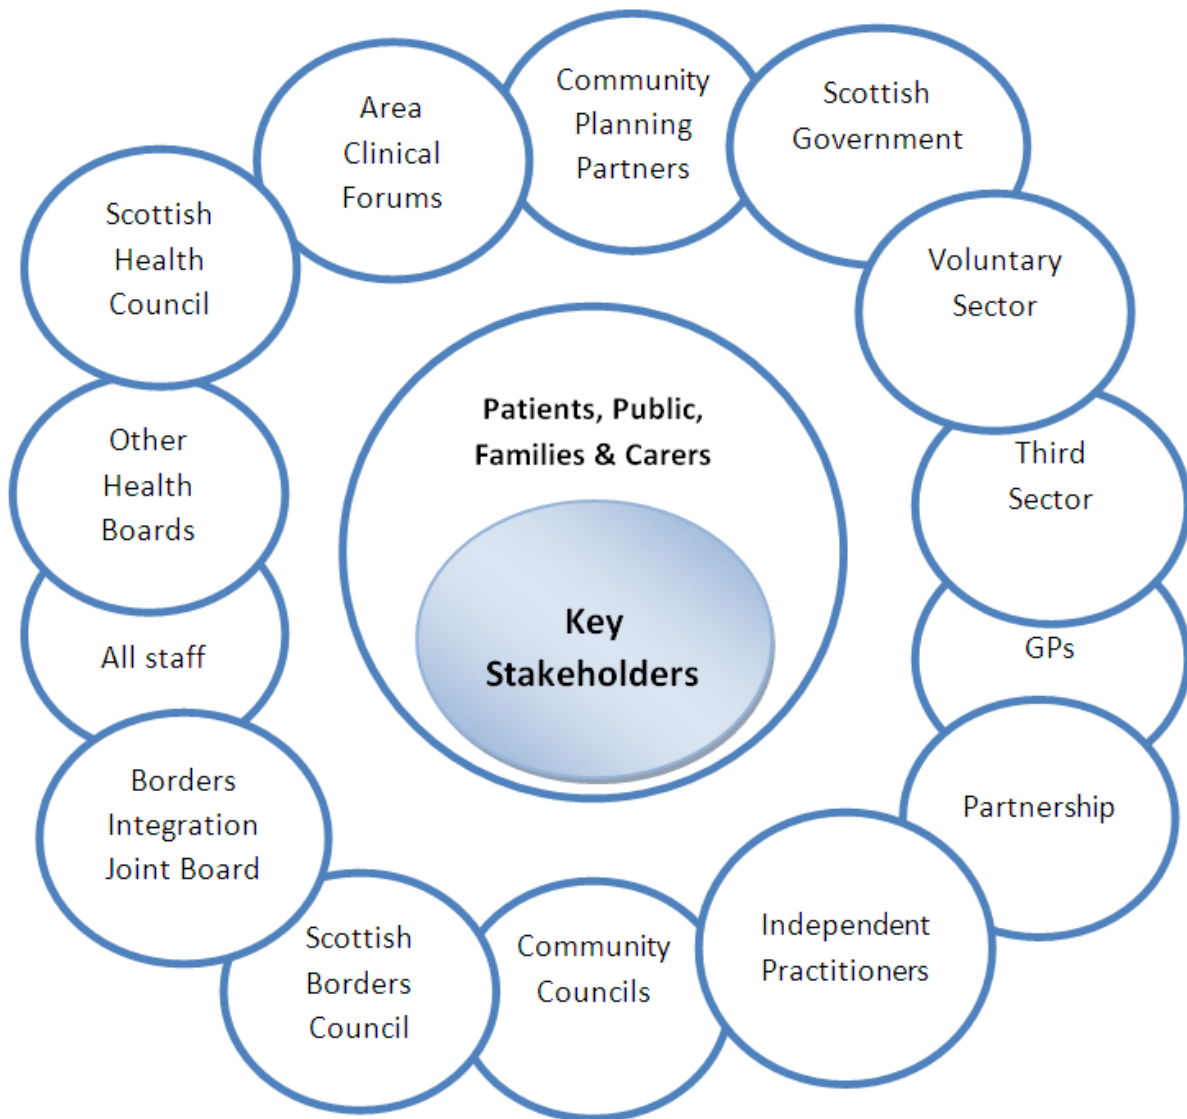 Community
Planning
Partners
Scottish
Government
Voluntary
Sector
Third
Sector
GPs
Partnership
Independent
Practitioners
Community
Councils
Scottish
Borders
Council
Borders
Integration
Joint Board
All staff
Other
Health
Boards
Scottish
Health
Council
Area
Clinical
Forums
Patients, Public,
Families & Carers
Key
Stakeholders